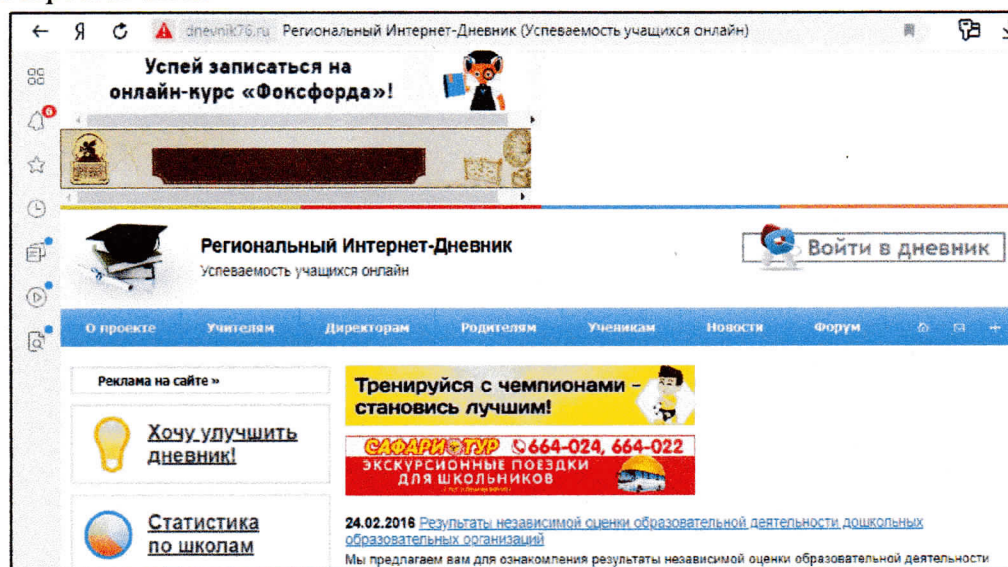 dnevnik76.ru Региональный Интернет-Дневник (Успеваемость учащихся онлайн)
6
Успей записаться на
онлайн-курс «Фоксфорда»!
Региональный Интернет-Дневник
Успеваемость учащихся онлайн
Войти в дневник
О проекте Учителям Директорам Родителям Ученикам Новости Форум
Реклама на сайте »
Хочу улучшить
дневник!
Статистика
по школам
Тренируйся с чемпионами –
становись лучшим!
САФАРИ ТУР 664-024, 664-022
ЭКСКУРСИОННЫЕ ПОЕЗДКИ
ДЛЯ ШКОЛЬНИКОВ
24.02.2016 Результаты независимой оценки образовательной деятельности дошкольных
образовательных организаций
Мы предлагаем вам для ознакомления результаты независимой оценки образовательной деятельности